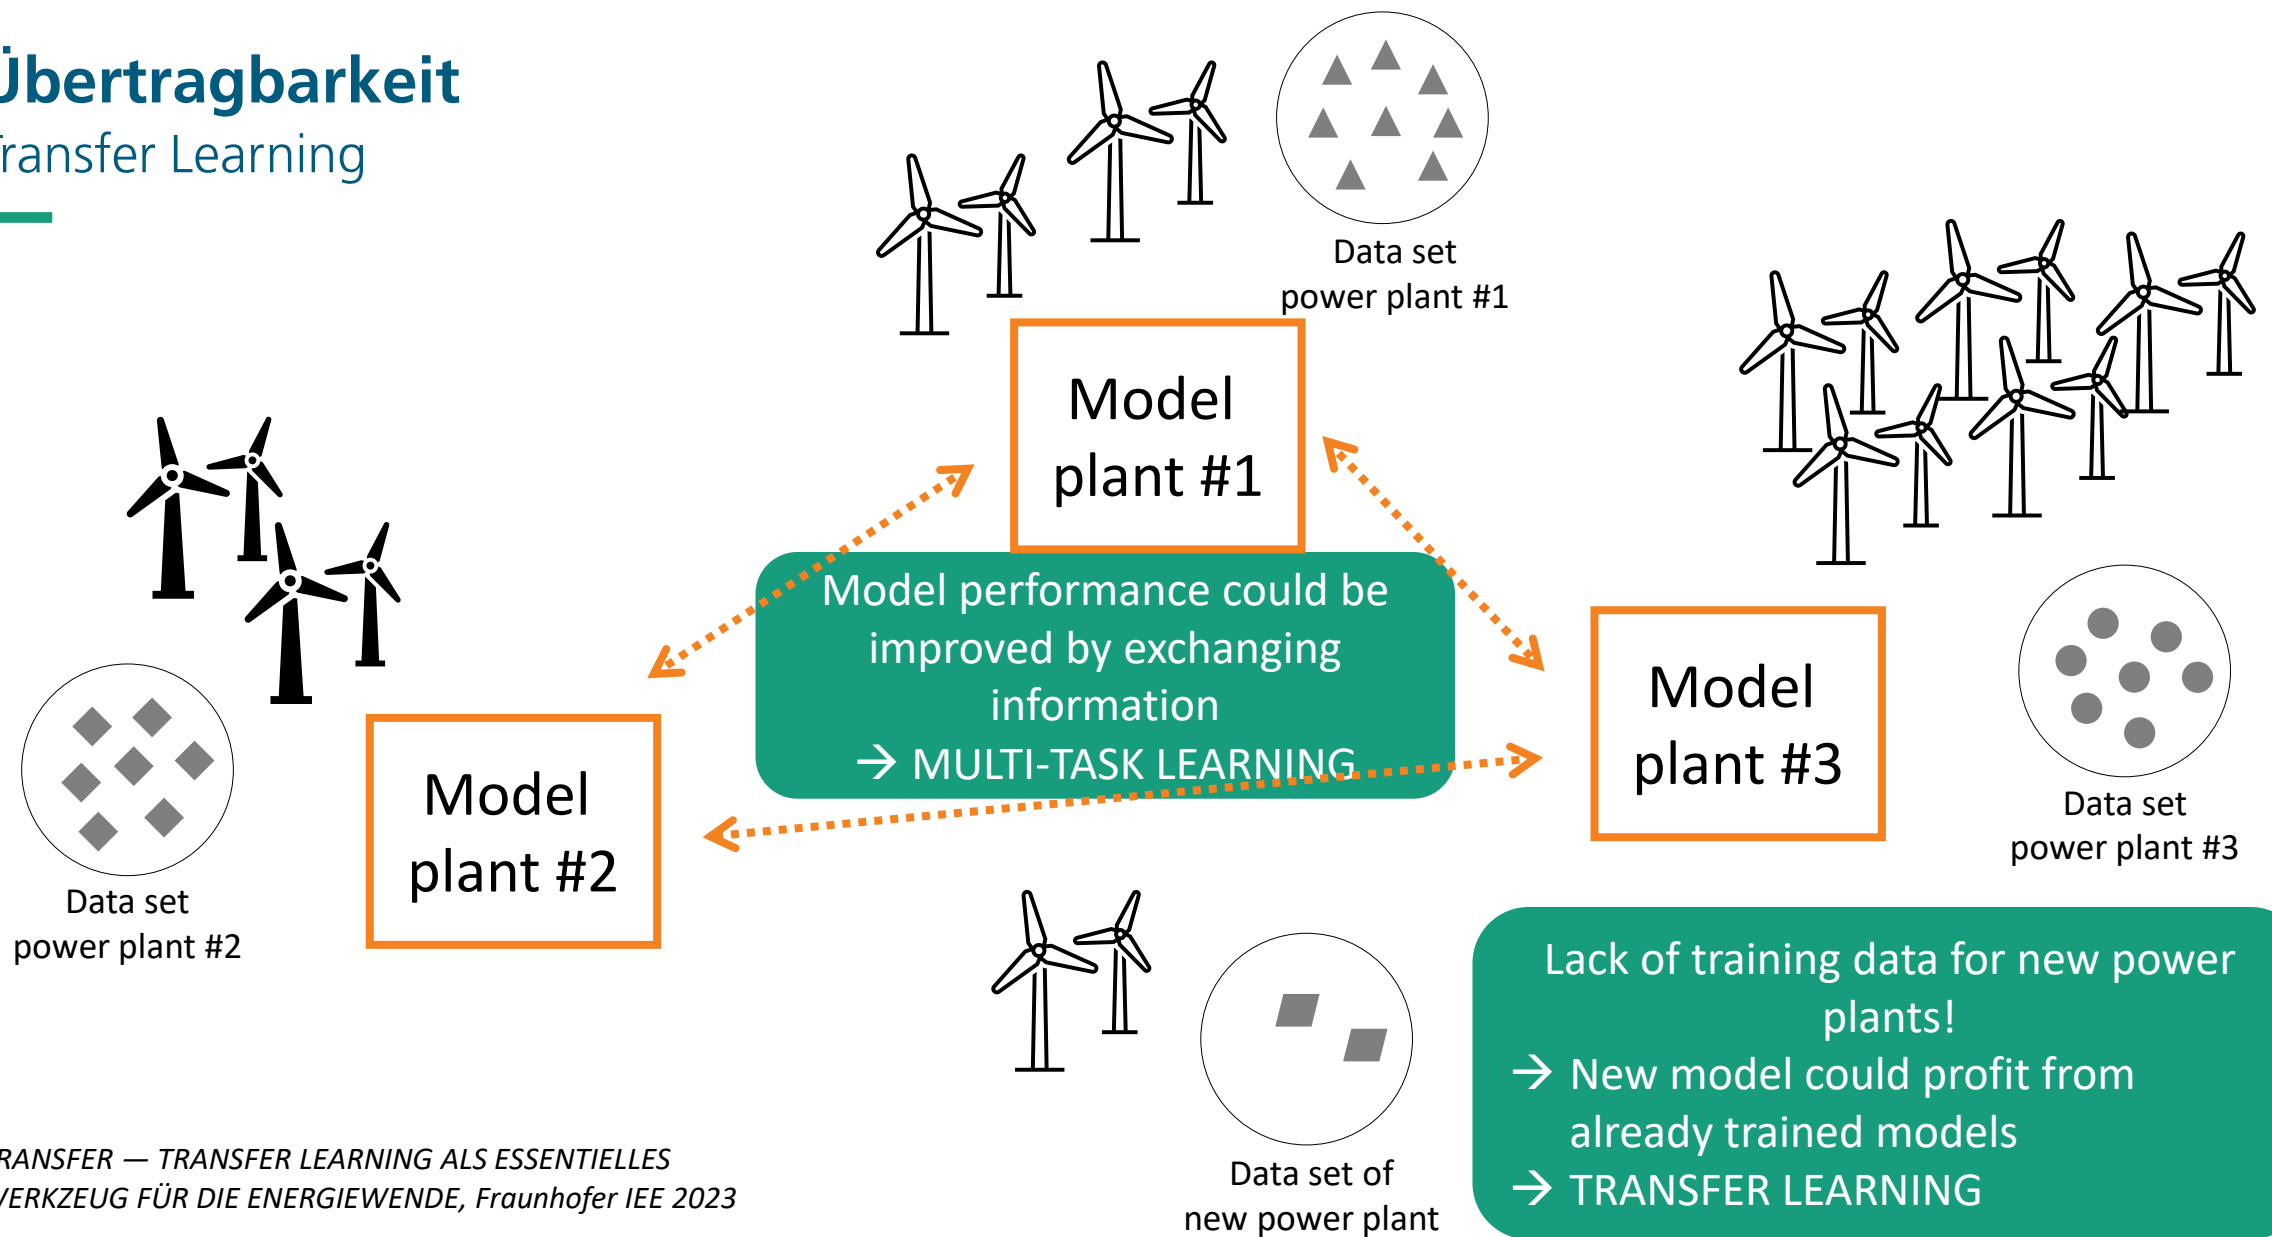 Übertragbarkeit
Transfer Learning
Data set
power plant #1
Model
plant #1
Model performance could be
improved by exchanging
information
→ MULTI-TASK LEARNING
Model
plant #3
Data set
power plant #3
Model
plant #2
Data set
power plant #2
Lack of training data for new power
plants!
→ New model could profit from
already trained models
→ TRANSFER LEARNING
Data set of
new power plant
RANSFER — TRANSFER LEARNING ALS ESSENTIELLES
WERKZEUG FÜR DIE ENERGIEWENDE, Fraunhofer IEE 2023